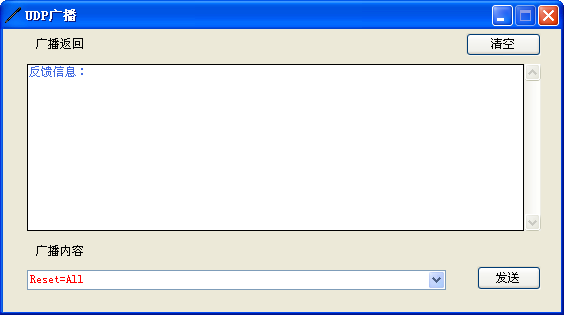 UDP广播
广播返回
清空
反馈信息：
广播内容
Reset=All
发送